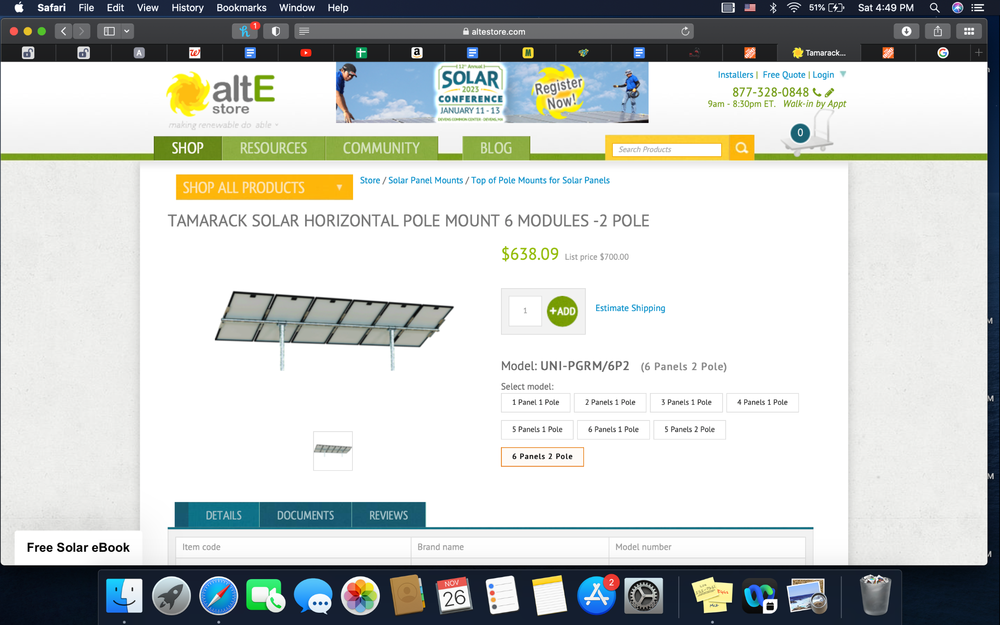 Safari File Edit View History Bookmarks Window Help 51% Sat 4:49 PM
1
altestore.com
A
Tamarack...
altE
store
making renewable do able
12th Annual
SOLAR
2023
CONFERENCE
JANUARY 11 - 13
DEVENS COMMON CENTER - DEVENS, MA
Register
Now!
Installers | Free Quote | Login
877-328-0848
9am - 8:30pm ET. Walk-in by Appt
0
SHOP RESOURCES COMMUNITY BLOG
Search Products
SHOP ALL PRODUCTS
Store / Solar Panel Mounts / Top of Pole Mounts for Solar Panels
TAMARACK SOLAR HORIZONTAL POLE MOUNT 6 MODULES -2 POLE
$638.09 List price $700.00
1 +ADD Estimate Shipping
Model: UNI-PGRM/6P2 (6 Panels 2 Pole)
Select model:
1 Panel 1 Pole 2 Panels 1 Pole 3 Panels 1 Pole 4 Panels 1 Pole
5 Panels 1 Pole 6 Panels 1 Pole 5 Panels 2 Pole
6 Panels 2 Pole
DETAILS DOCUMENTS REVIEWS
Item code Brand name Model number
Free Solar eBook
NOV
26
2
EGGS
MILK